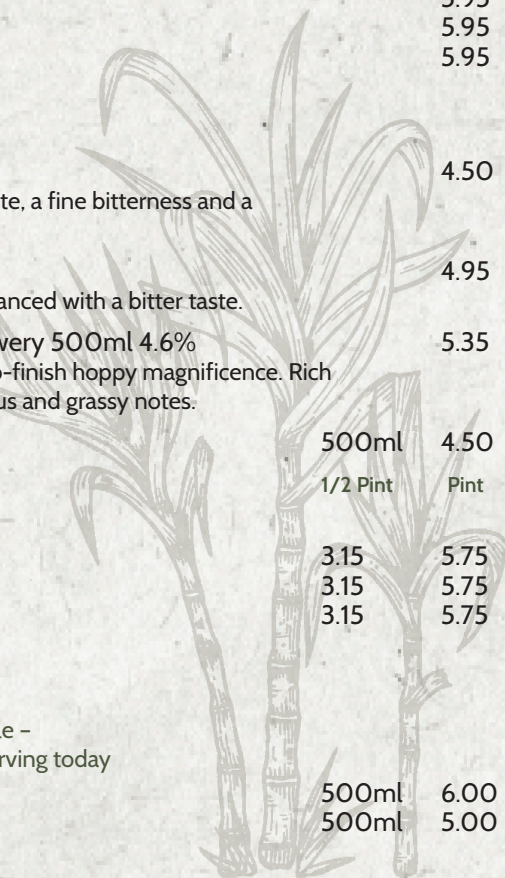 5.95
5.95
5.95
4.50
te, a fine bitterness and a
4.95
anced with a bitter taste.
wery 500ml 4.6% 5.35
-finish hoppy magnificence. Rich
us and grassy notes.
500ml 4.50
1/2 Pint Pint
3.15 5.75
3.15 5.75
3.15 5.75
e –
rving today
500ml 6.00
500ml 5.00